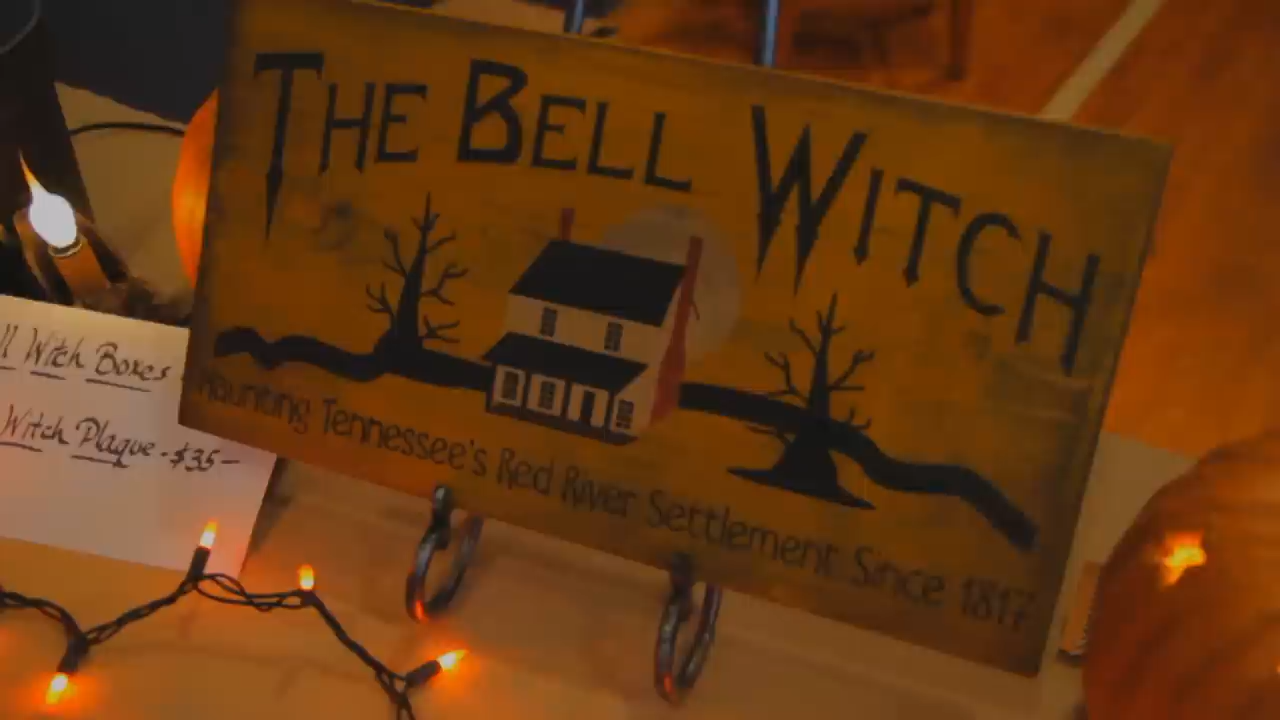 The Bell Witch
Haunting Tennessee's Red River Settlement Since 1817
Witch Boxes
Witch Plaque - $35-